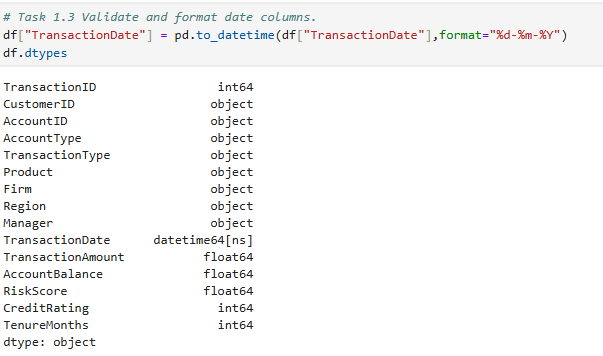 # Task 1.3 Validate and format date columns.
df["TransactionDate"] = pd.to_datetime(df["TransactionDate"],format="%d-%m-%Y")
df.dtypes
TransactionID int64
CustomerID object
AccountID object
AccountType object
TransactionType object
Product object
Firm object
Region object
Manager object
TransactionDate datetime64[ns]
TransactionAmount float64
AccountBalance float64
RiskScore float64
CreditRating int64
TenureMonths int64
dtype: object